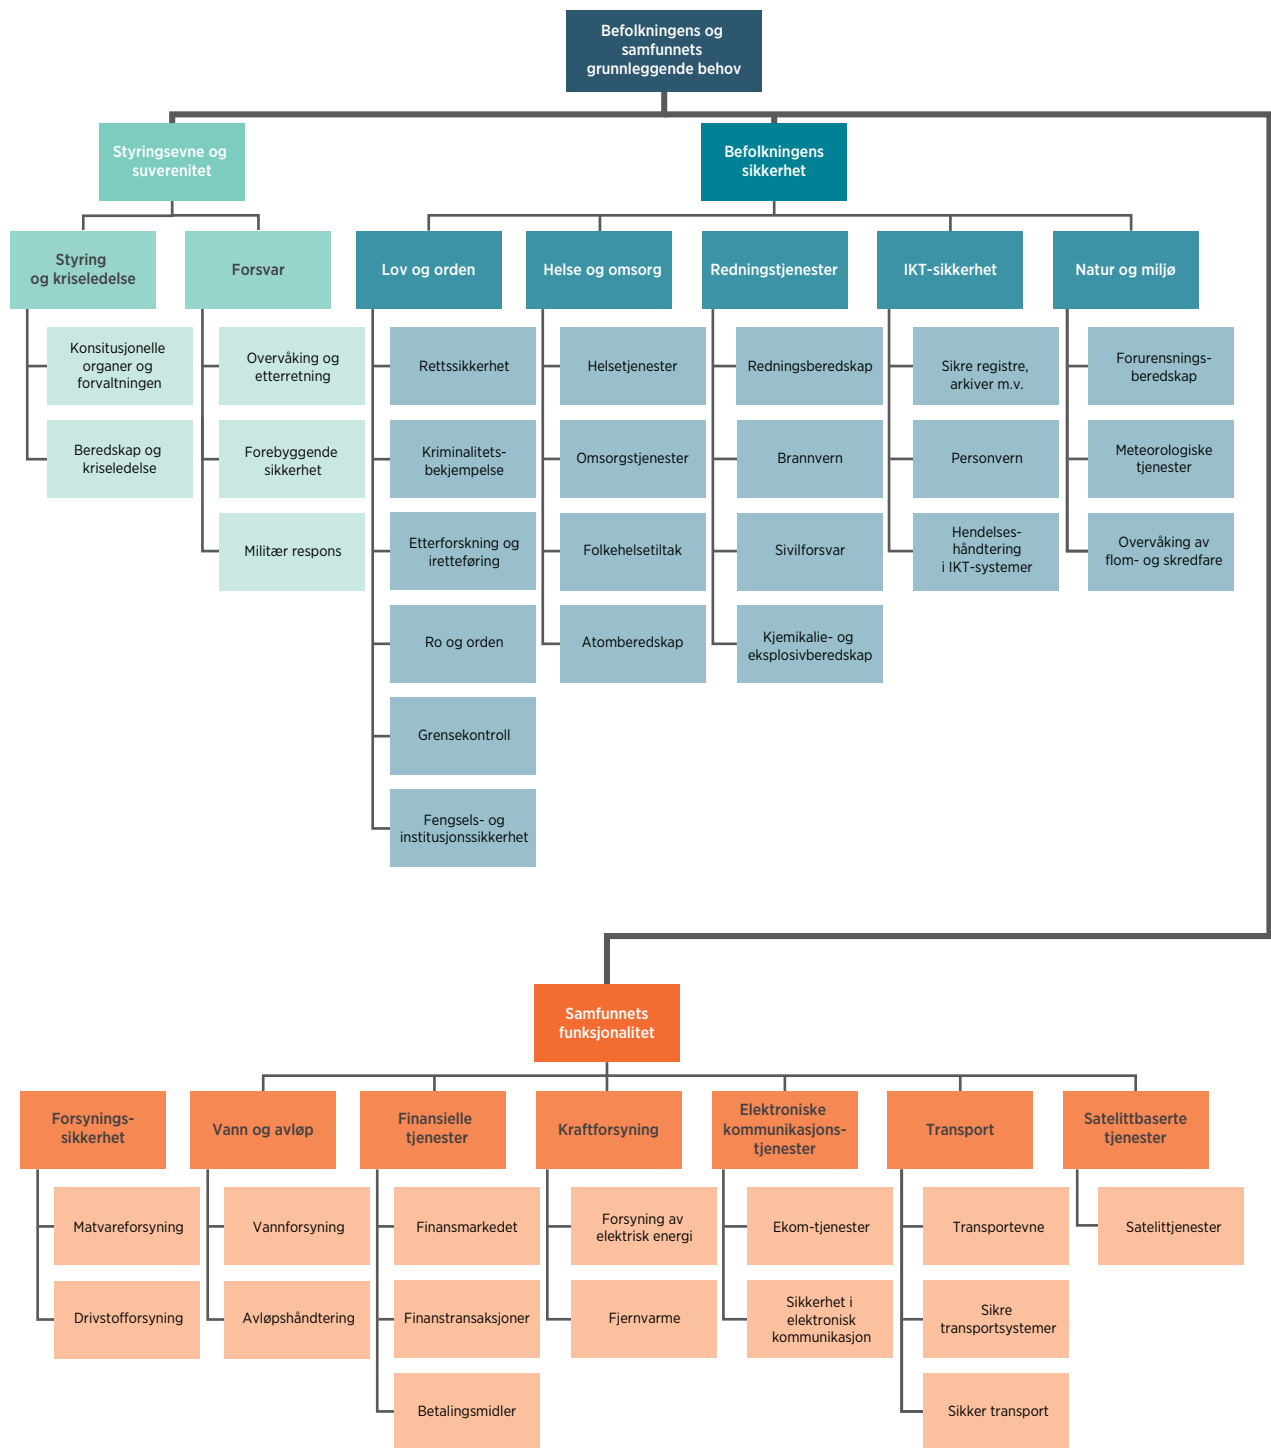 Befolkningens og
samfunnets
grunnleggende behov
Styringsevne og
suverenitet
Befolkningens
sikkerhet
Styring
og kriseledelse
Forsvar
Lov og orden
Helse og omsorg
Redningstjenester
IKT-sikkerhet
Natur og miljø
Konsitusjonelle
organer og
forvaltningen
Beredskap og
kriseledelse
Overvåking og
etterretning
Forebyggende
sikkerhet
Militær respons
Rettssikkerhet
Kriminalitets-
bekjempelse
Etterforskning og
iretteføring
Ro og orden
Grensekontroll
Fengsels- og
institusjonssikkerhet
Helsetjenester
Omsorgstjenester
Folkehelsetiltak
Atomberedskap
Redningsberedskap
Brannvern
Sivilforsvar
Kjemikalie- og
eksplosivberedskap
Sikre registre,
arkiver m.v.
Personvern
Hendelses-
håndtering
i IKT-systemer
Forurensnings-
beredskap
Meteorologiske
tjenester
Overvåking av
flom- og skredfare
Samfunnets
funksjonalitet
Forsynings-
sikkerhet
Vann og avløp
Finansielle
tjenester
Kraftforsyning
Elektroniske
kommunikasjons-
tjenester
Transport
Satelittbaserte
tjenester
Matvareforsyning
Drivstofforsyning
Vannforsyning
Avløpshåndtering
Finansmarkedet
Finanstransaksjoner
Betalingsmidler
Forsyning av
elektrisk energi
Fjernvarme
Ekom-tjenester
Sikkerhet i
elektronisk
kommunikasjon
Transportevne
Sikre
transportsystemer
Sikker transport
Satelittjenester